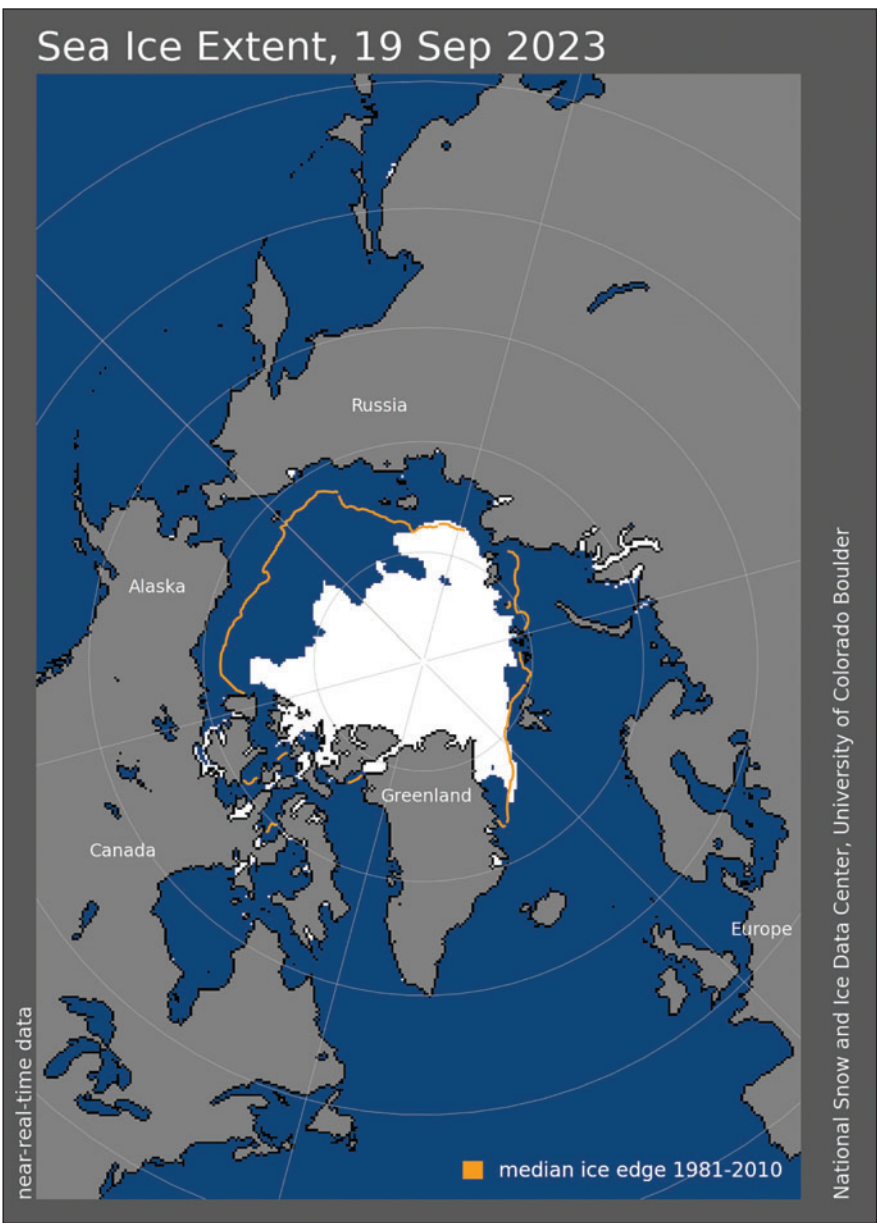 Sea Ice Extent, 19 Sep 2023
Russia
Alaska
Greenland
Canada
Europe
near-real-time data
National Snow and Ice Data Center, University of Colorado Boulder
median ice edge 1981-2010